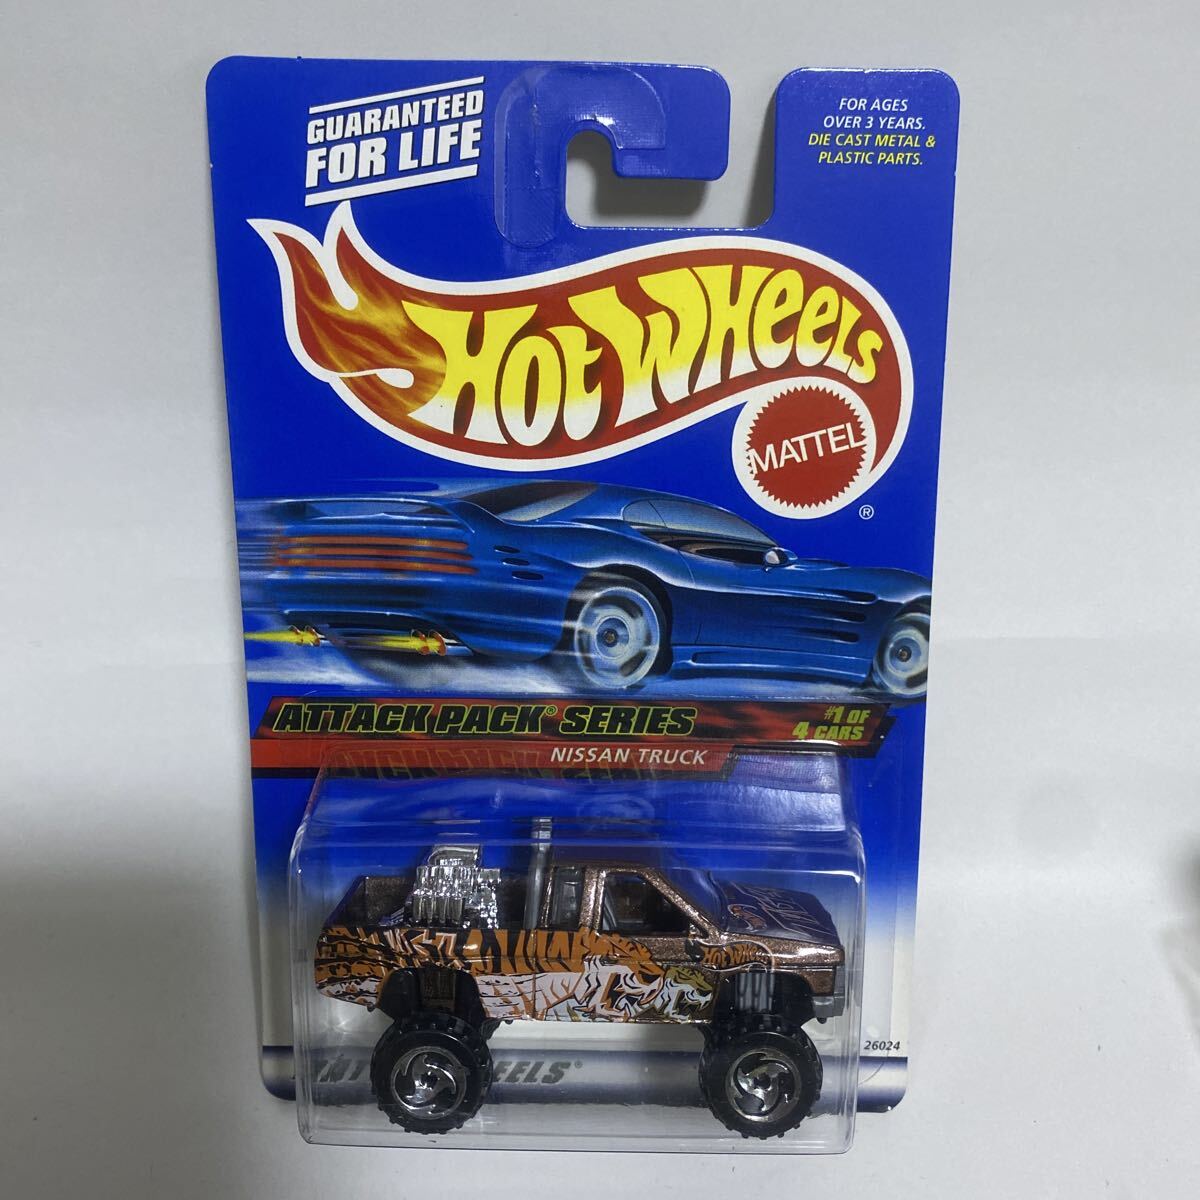 GUARANTEED
FOR LIFE
FOR AGES
OVER 3 YEARS.
DIE CAST METAL &
PLASTIC PARTS.
HOT WHEELS
MATTEL
®
ATTACK PACK® SERIES
#1 OF
4 CARS
NISSAN TRUCK
HOT WHEELS
26024